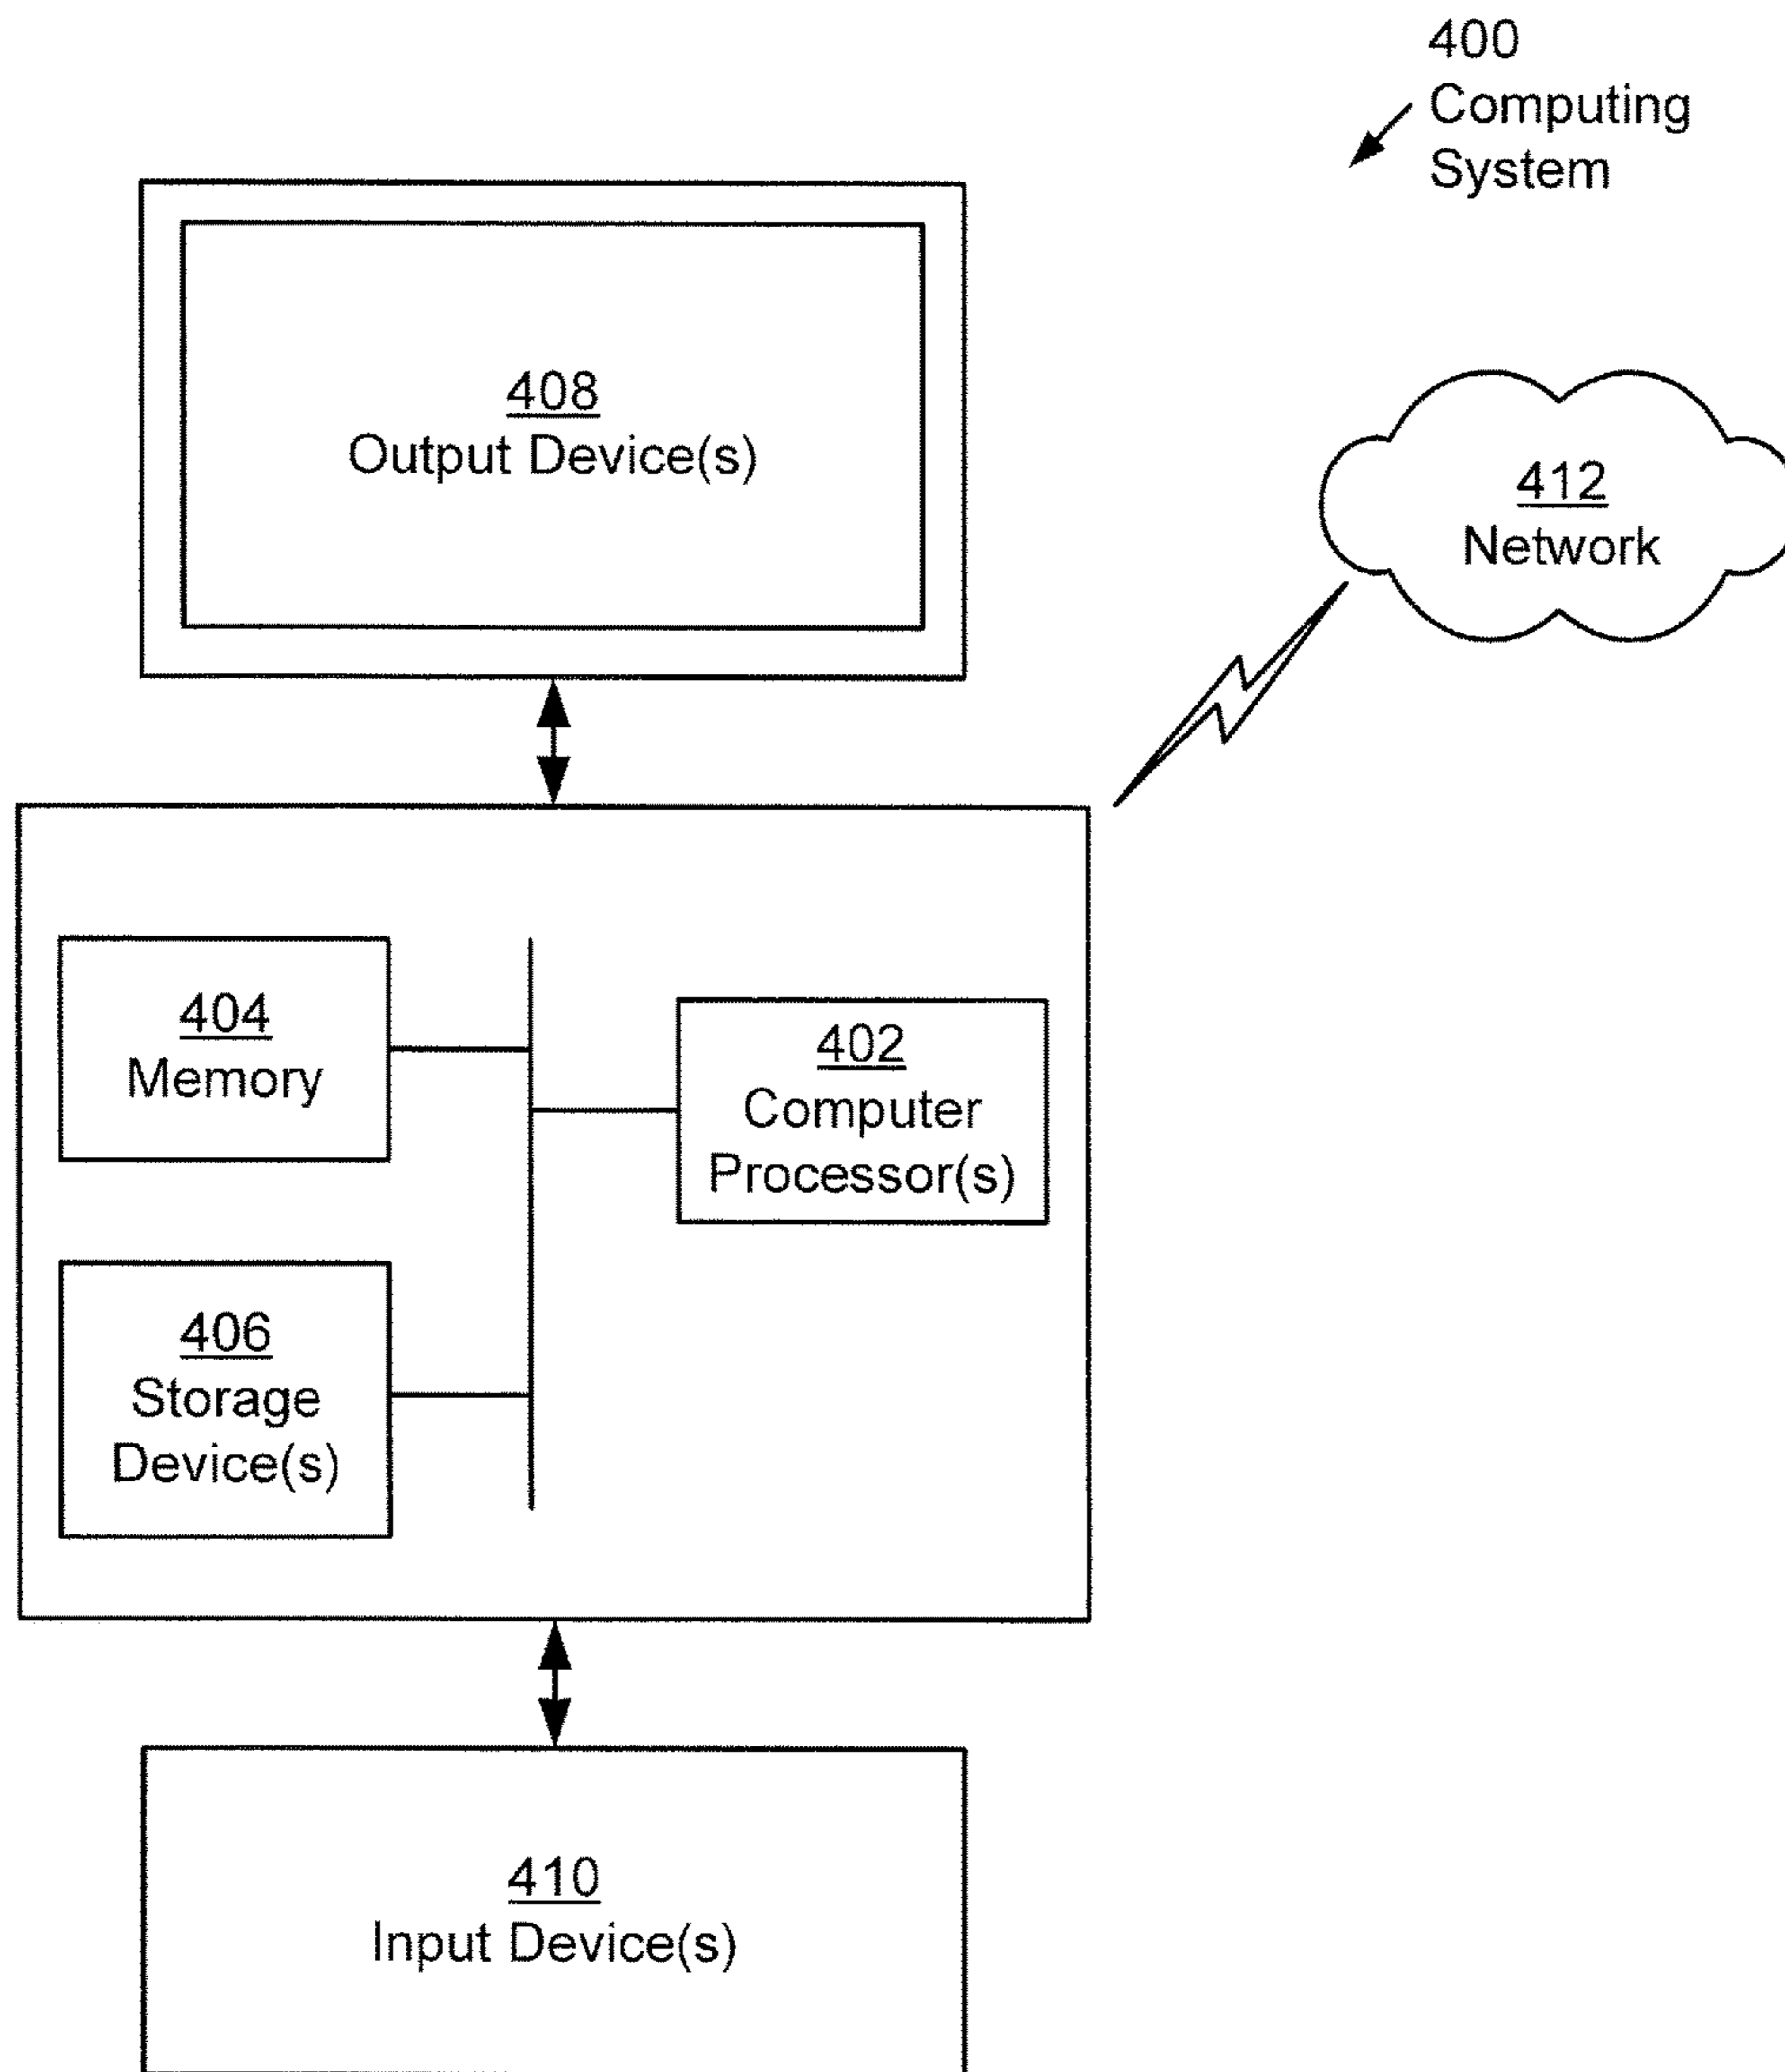 400
Computing
System
408
Output Device(s)
412
Network
404
Memory
402
Computer
Processor(s)
406
Storage
Device(s)
410
Input Device(s)